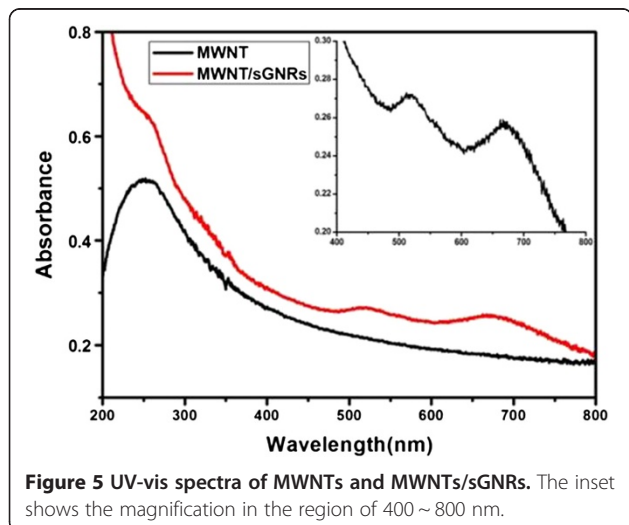 0.8
0.6
0.4
0.2
Absorbance
MWNT
MWNT/sGNRs
0.30
0.28
0.26
0.24
0.22
0.20
400 500 600 700 800
200 300 400 500 600 700 800
Wavelength(nm)
Figure 5 UV-vis spectra of MWNTs and MWNTs/sGNRs. The inset
shows the magnification in the region of 400 ~ 800 nm.